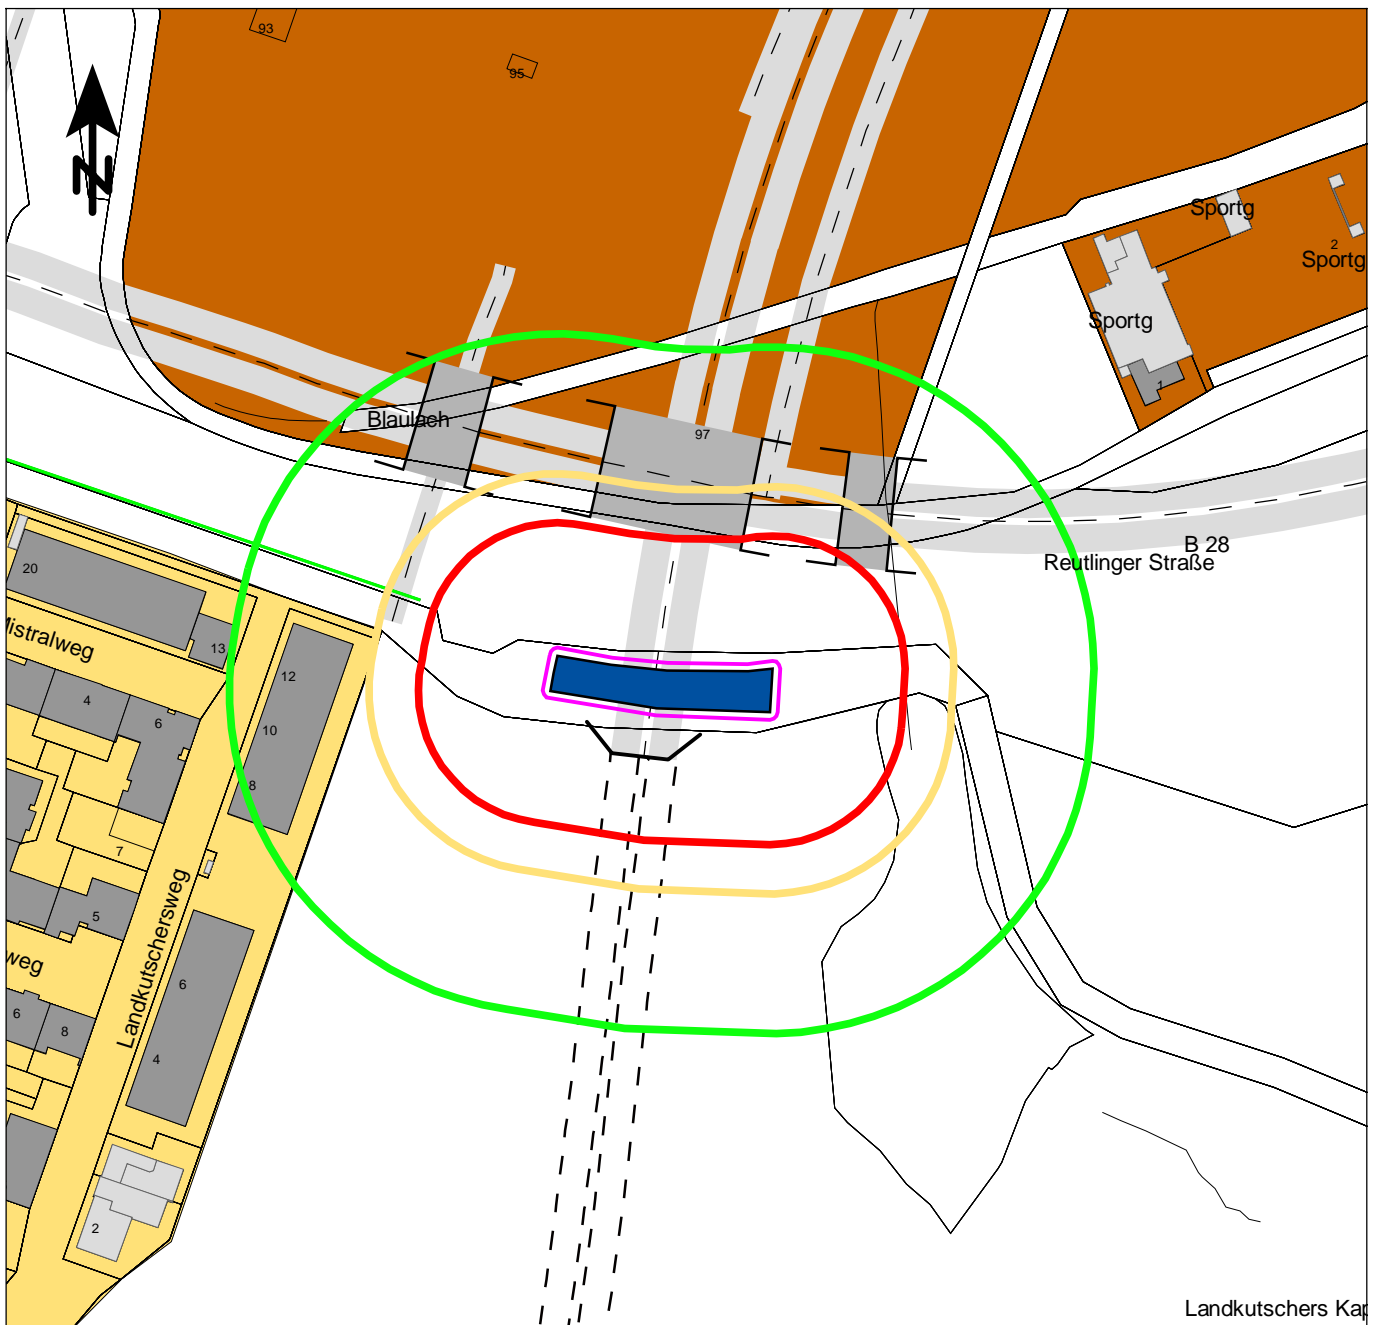 93
95
Z
Sportg
2
Sportg
Sportg
1
Blaulach
97
B 28
Reutlinger Straße
20
Mistralweg
13
12
4
6
10
8
7
5
Landkutschersweg
weg
6
6
8
4
2
Landkutschers Kap